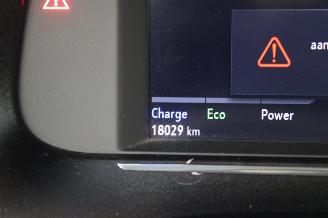 aan
Charge Eco Power
18029 km